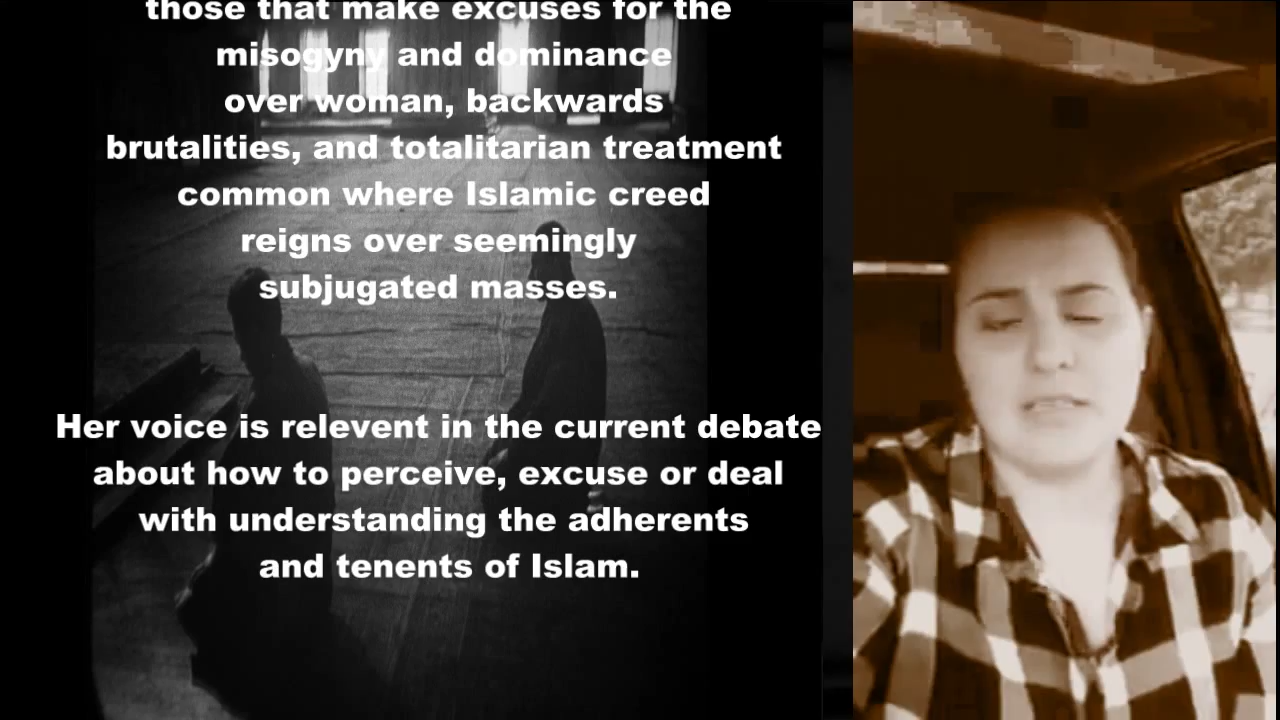 those that make excuses for the
misogyny and dominance
over woman, backwards
brutalities, and totalitarian treatment
common where Islamic creed
reigns over seemingly
subjugated masses.
Her voice is relevent in the current debate
about how to perceive, excuse or deal
with understanding the adherents
and tenents of Islam.